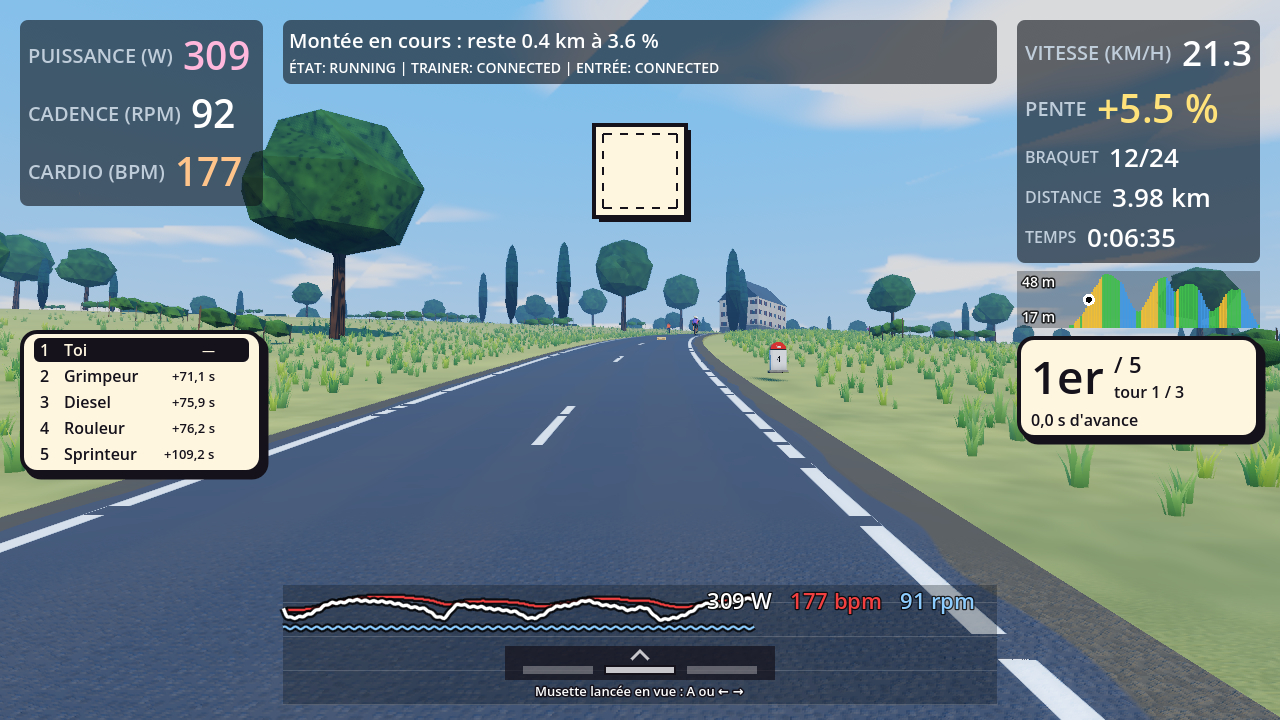 PUISSANCE (W) 309
CADENCE (RPM) 92
CARDIO (BPM) 177
Montée en cours : reste 0.4 km à 3.6 %
ÉTAT: RUNNING | TRAINER: CONNECTED | ENTRÉE: CONNECTED
VITESSE (KM/H) 21.3
PENTE +5.5 %
BRAQUET 12/24
DISTANCE 3.98 km
TEMPS 0:06:35
48 m
17 m
1er / 5
tour 1 / 3
0,0 s d'avance
1 Toi —
2 Grimpeur +71,1 s
3 Diesel +75,9 s
4 Rouleur +76,2 s
5 Sprinteur +109,2 s
4
309 W 177 bpm 91 rpm
Musette lancée en vue : A ou ← →